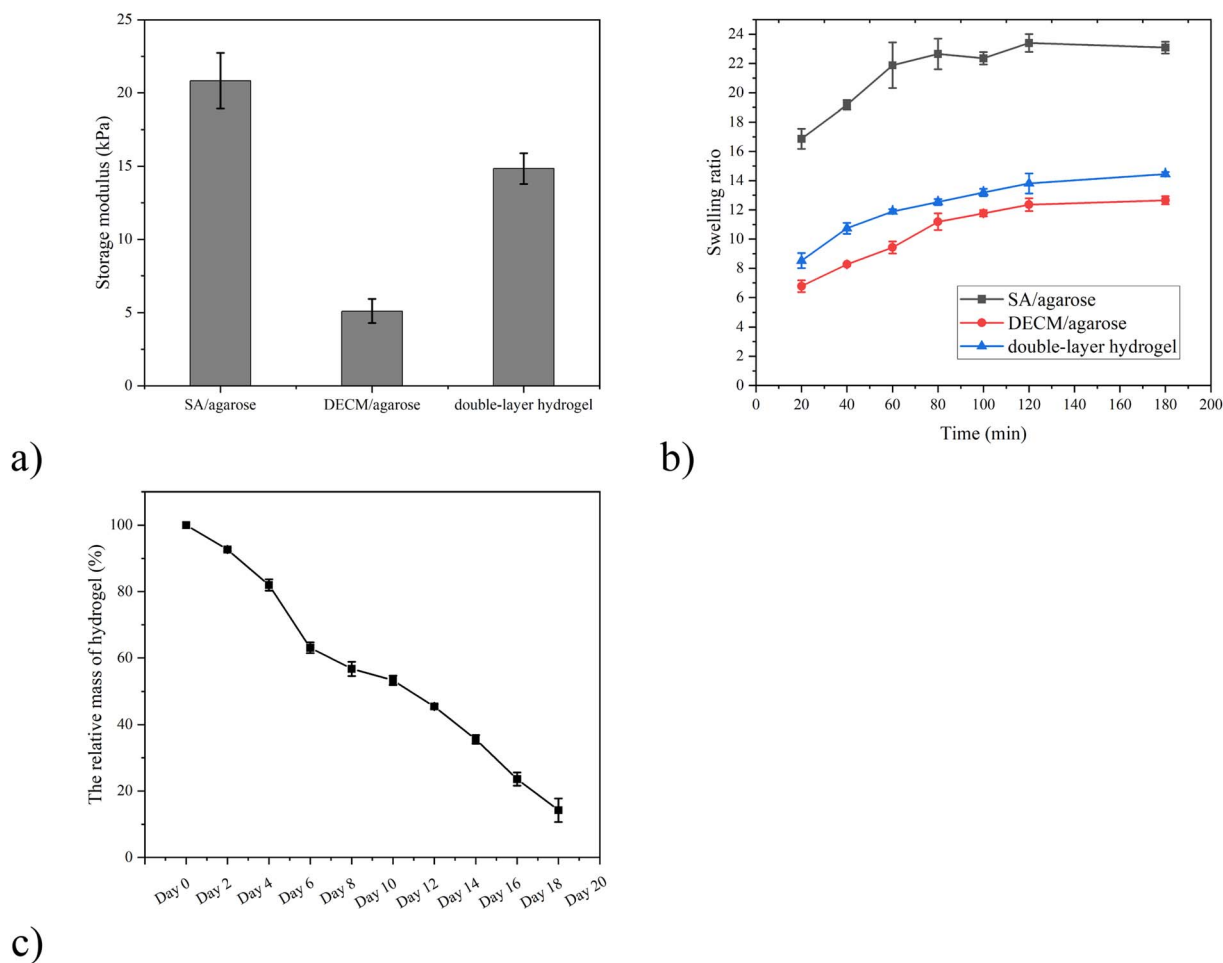 25
20
15
10
5
0
Storage modulus (kPa)
SA/agarose
DECM/agarose
double-layer hydrogel
a)
24
22
20
18
16
14
12
10
8
6
4
2
0
Swelling ratio
SA/agarose
DECM/agarose
double-layer hydrogel
0 20 40 60 80 100 120 140 160 180 200
Time (min)
b)
100
80
60
40
20
0
The relative mass of hydrogel (%)
Day 0 Day 2 Day 4 Day 6 Day 8 Day 10 Day 12 Day 14 Day 16 Day 18 Day 20
c)